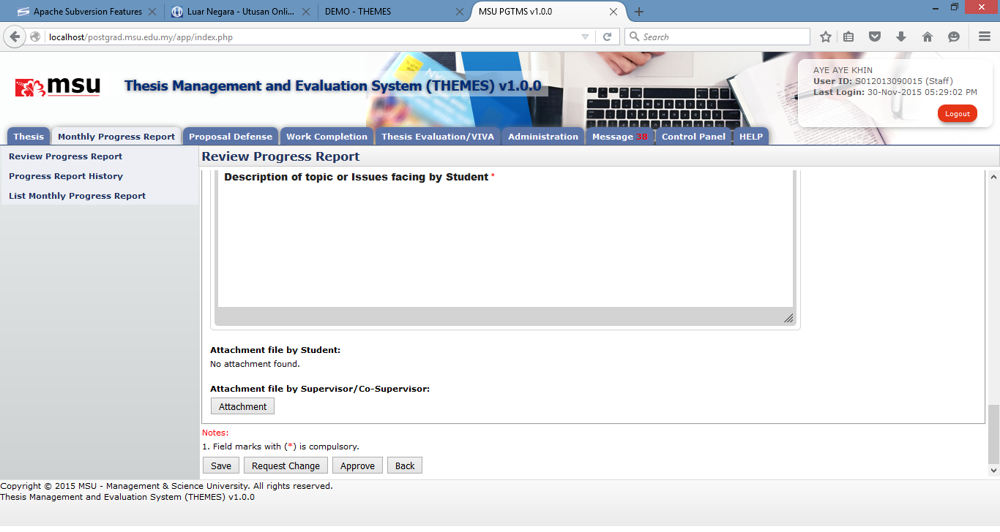 Apache Subversion Features
Luar Negara - Utusan Onli...
DEMO - THEMES
MSU PGTMS v1.0.0
localhost/postgrad.msu.edu.my/app/index.php
Search
msu
Thesis Management and Evaluation System (THEMES) v1.0.0
AYE AYE KHIN
User ID: S012013090015 (Staff)
Last Login: 30-Nov-2015 05:29:02 PM
Logout
Thesis Monthly Progress Report Proposal Defense Work Completion Thesis Evaluation/VIVA Administration Message 38 Control Panel HELP
Review Progress Report
Progress Report History
List Monthly Progress Report
Review Progress Report
Description of topic or Issues facing by Student *
Attachment file by Student:
No attachment found.
Attachment file by Supervisor/Co-Supervisor:
Attachment
Notes:
1. Field marks with (*) is compulsory.
Save Request Change Approve Back
Copyright © 2015 MSU - Management & Science University. All rights reserved.
Thesis Management and Evaluation System (THEMES) v1.0.0